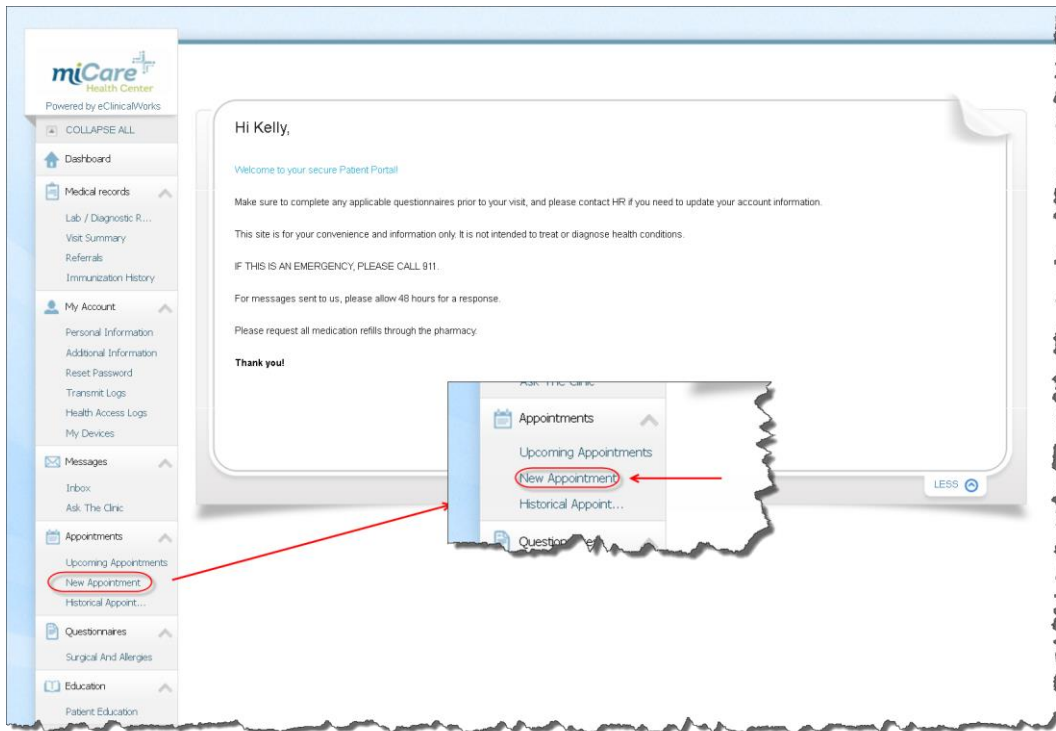 miCare
Health Center
Powered by eClinicalWorks
COLLAPSE ALL
Dashboard
Medical records
Lab / Diagnostic R...
Visit Summary
Referrals
Immunization History
My Account
Personal Information
Additional Information
Reset Password
Transmit Logs
Health Access Logs
My Devices
Messages
Inbox
Ask The Clinic
Appointments
Upcoming Appointments
New Appointment
Historical Appoint...
Questionnaires
Surgical And Allergies
Education
Patient Education
Hi Kelly,
Welcome to your secure Patient Portal!
Make sure to complete any applicable questionnaires prior to your visit, and please contact HR if you need to update your account information.
This site is for your convenience and information only. It is not intended to treat or diagnose health conditions.
IF THIS IS AN EMERGENCY, PLEASE CALL 911.
For messages sent to us, please allow 48 hours for a response.
Please request all medication refills through the pharmacy.
Thank you!
Ask The Clinic
Appointments
Upcoming Appointments
New Appointment
Historical Appoint...
LESS